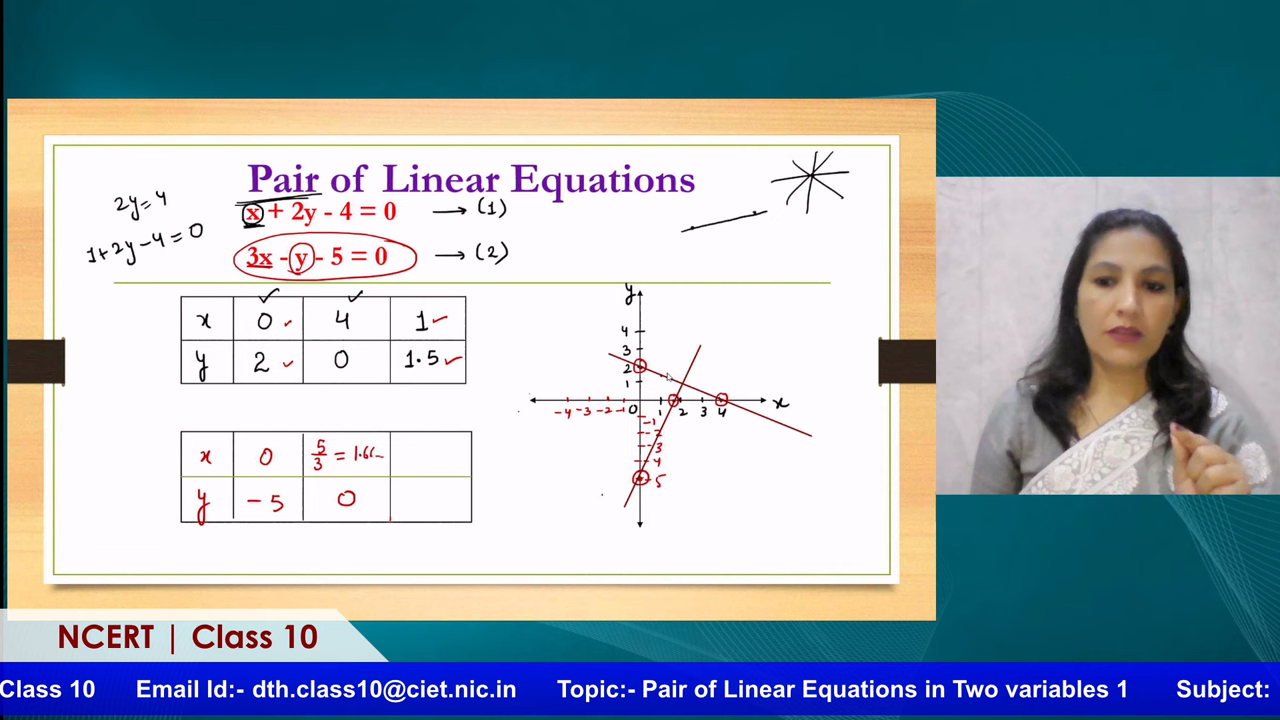 Pair of Linear Equations
2y = 4
x + 2y - 4 = 0 → (1)
1+2y-4=0
3x - y - 5 = 0 → (2)
x 0 4 1
y 2 0 1.5
x 0 5/3 = 1.66
y -5 0
y
4
3
2
1
-4 -3 -2 -1 0 1 2 3 4 x
-1
-2
-3
-4
-5
NCERT | Class 10
Class 10 Email Id:- dth.class10@ciet.nic.in Topic:- Pair of Linear Equations in Two variables 1 Subject: